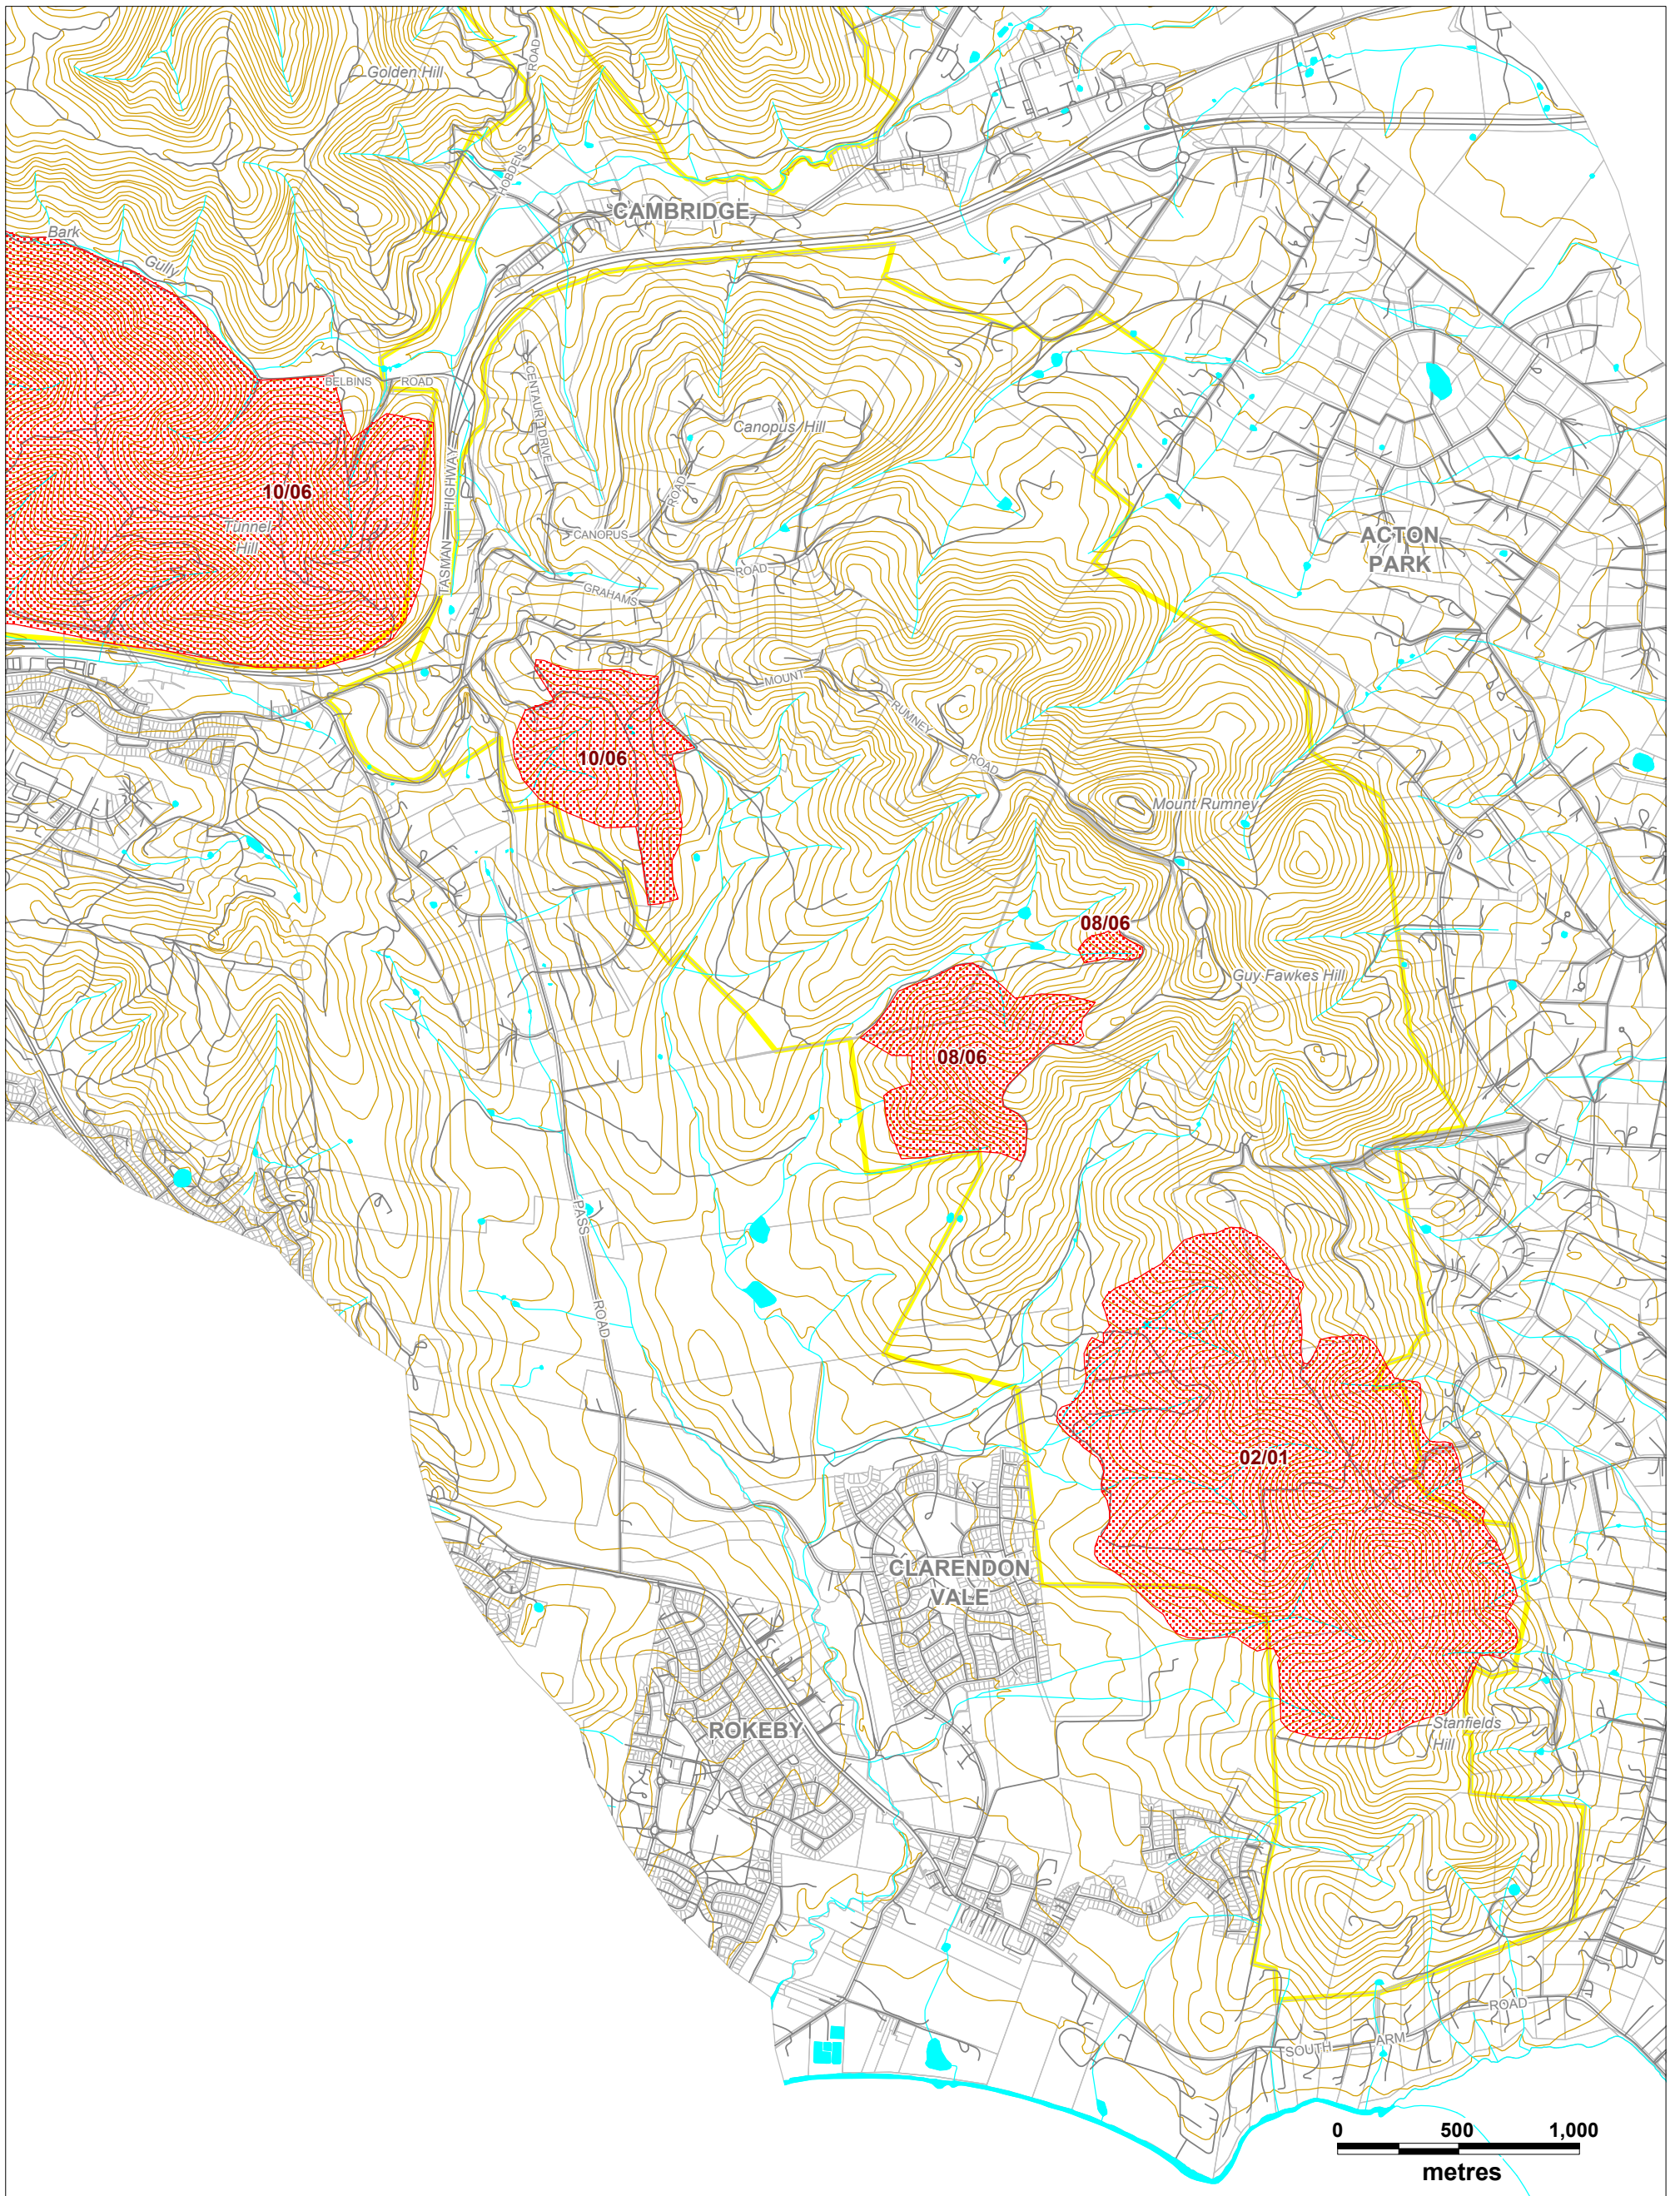 Golden Hill
ROAD
HOBDENS
CAMBRIDGE
Bark
Gully
BELBINS ROAD
CENTAURI DRIVE
Canopus Hill
HIGHWAY
TASMAN
10/06
Tunnel
Hill
ROAD
CANOPUS
ROAD
GRAHAMS
ACTON
PARK
MOUNT
RUMNEY
ROAD
10/06
Mount Rumney
08/06
Guy Fawkes Hill
08/06
PASS
ROAD
02/01
CLARENDON
VALE
ROKEBY
Stanfields
Hill
SOUTH ARM ROAD
0 500 1,000
metres